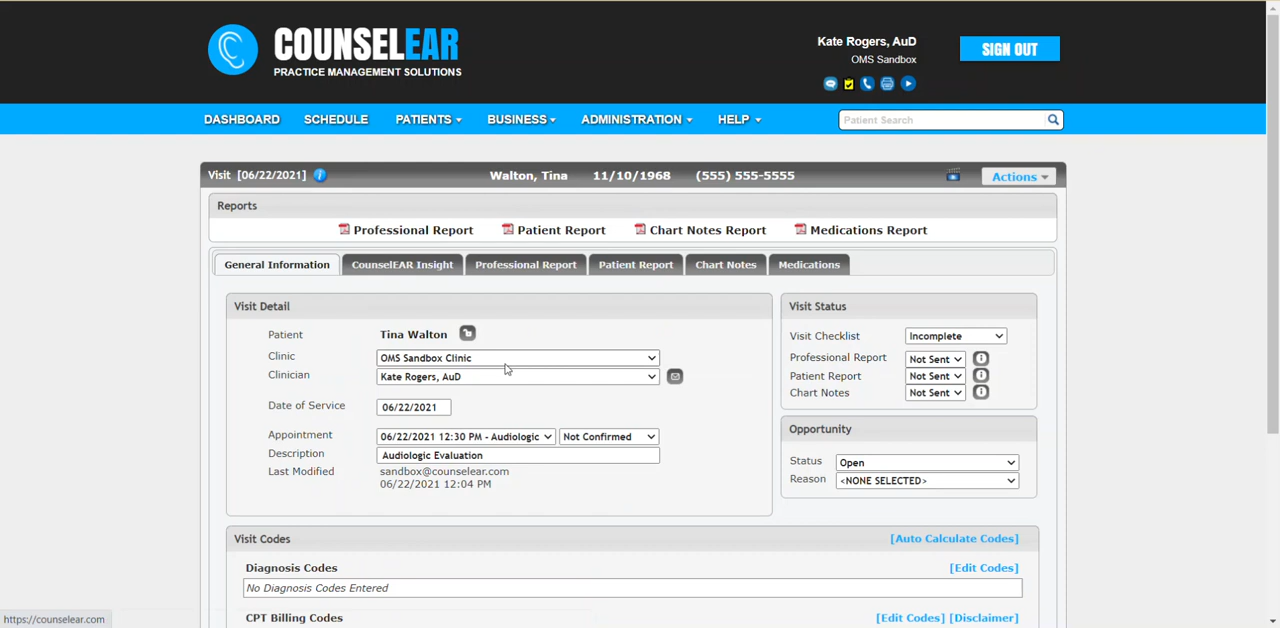 COUNSELEAR
PRACTICE MANAGEMENT SOLUTIONS
Kate Rogers, AuD
OMS Sandbox
SIGN OUT
DASHBOARD SCHEDULE PATIENTS BUSINESS ADMINISTRATION HELP Patient Search
Visit [06/22/2021] Walton, Tina 11/10/1968 (555) 555-5555 Actions
Reports
Professional Report Patient Report Chart Notes Report Medications Report
General Information CounselEAR Insight Professional Report Patient Report Chart Notes Medications
Visit Detail
Patient Tina Walton
Clinic OMS Sandbox Clinic
Clinician Kate Rogers, AuD
Date of Service 06/22/2021
Appointment 06/22/2021 12:30 PM - Audiologic Not Confirmed
Description Audiologic Evaluation
Last Modified sandbox@counselear.com
06/22/2021 12:04 PM
Visit Status
Visit Checklist Incomplete
Professional Report Not Sent
Patient Report Not Sent
Chart Notes Not Sent
Opportunity
Status Open
Reason <NONE SELECTED>
Visit Codes [Auto Calculate Codes]
Diagnosis Codes [Edit Codes]
No Diagnosis Codes Entered
CPT Billing Codes [Edit Codes] [Disclaimer]
https://counselear.com